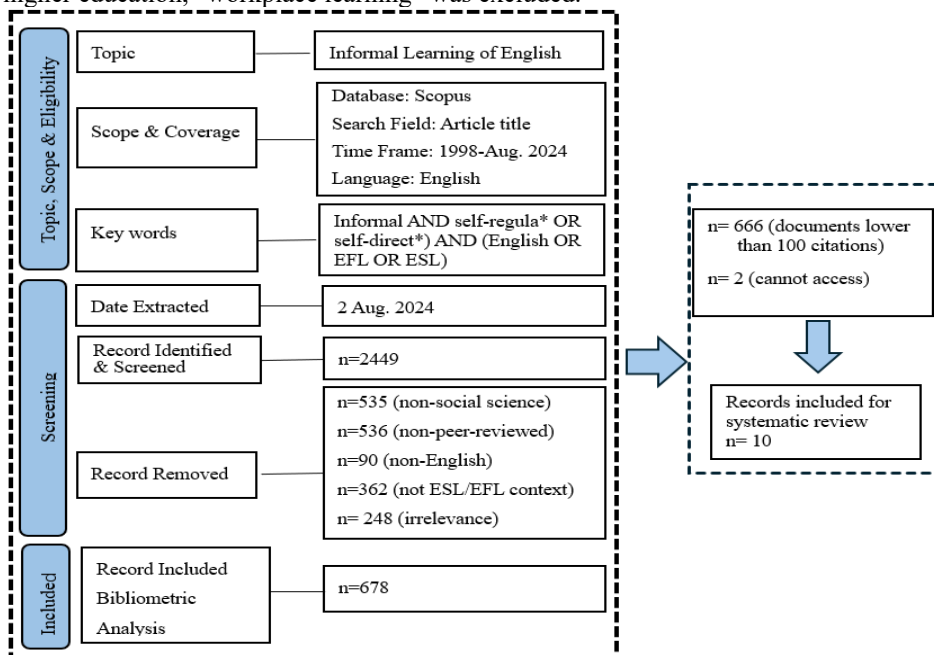 higher education, "workplace learning" was excluded.
Topic, Scope & Eligibility
Topic
Informal Learning of English
Scope & Coverage
Database: Scopus
Search Field: Article title
Time Frame: 1998-Aug. 2024
Language: English
Key words
Informal AND self-regula* OR
self-direct*) AND (English OR
EFL OR ESL)
Screening
Date Extracted
2 Aug. 2024
Record Identified
& Screened
n=2449
Record Removed
n=535 (non-social science)
n=536 (non-peer-reviewed)
n=90 (non-English)
n=362 (not ESL/EFL context)
n= 248 (irrelevance)
Included
Record Included
Bibliometric
Analysis
n=678
n= 666 (documents lower
than 100 citations)
n= 2 (cannot access)
Records included for
systematic review
n= 10